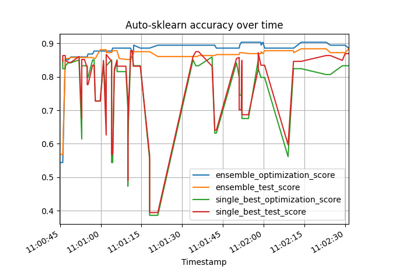 Auto-sklearn accuracy over time
0.9
0.8
0.7
0.6
0.5
0.4
ensemble_optimization_score
ensemble_test_score
single_best_optimization_score
single_best_test_score
11:00:45
11:01:00
11:01:15
11:01:30
11:01:45
11:02:00
11:02:15
11:02:30
Timestamp